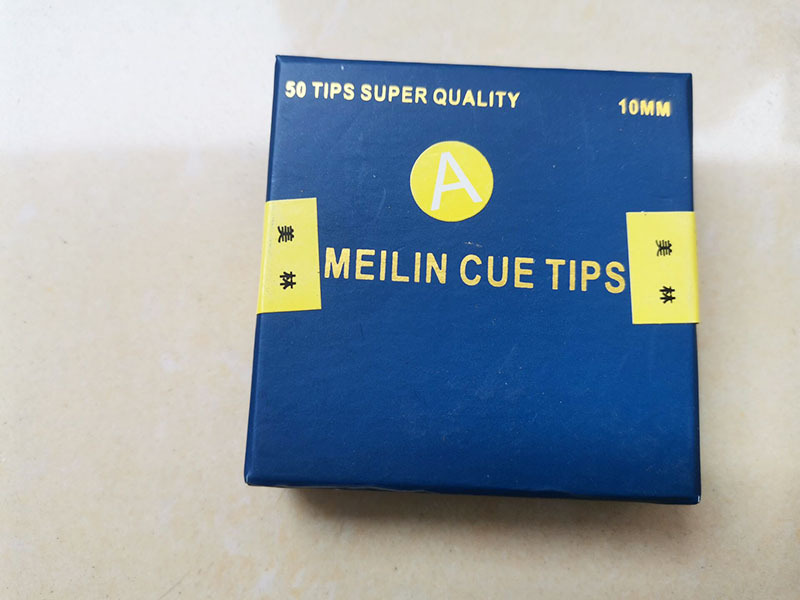 50 TIPS SUPER QUALITY
10MM
A
美林
MEILIN CUE TIPS
美林